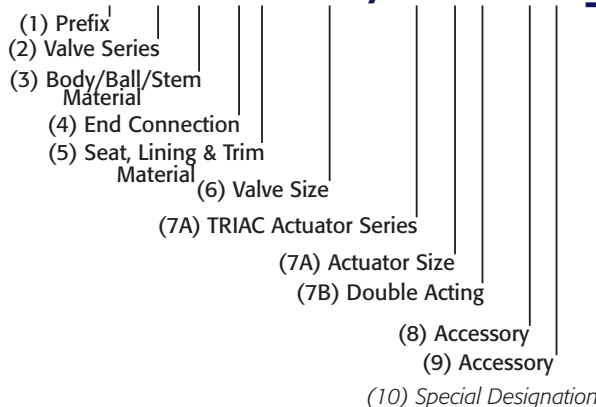 (1) Prefix
(2) Valve Series
(3) Body/Ball/Stem
Material
(4) End Connection
(5) Seat, Lining & Trim
Material
(6) Valve Size
(7A) TRIAC Actuator Series
(7A) Actuator Size
(7B) Double Acting
(8) Accessory
(9) Accessory
(10) Special Designation